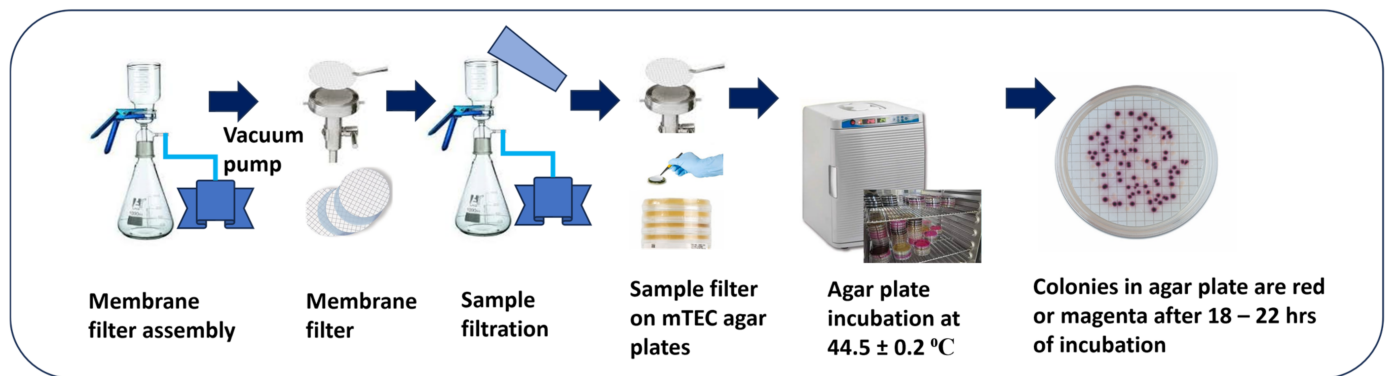 Vacuum
pump
Membrane
filter assembly
Membrane
filter
Sample
filtration
Sample filter
on mTEC agar
plates
Agar plate
incubation at
44.5 ± 0.2 ⁰C
Colonies in agar plate are red
or magenta after 18 – 22 hrs
of incubation